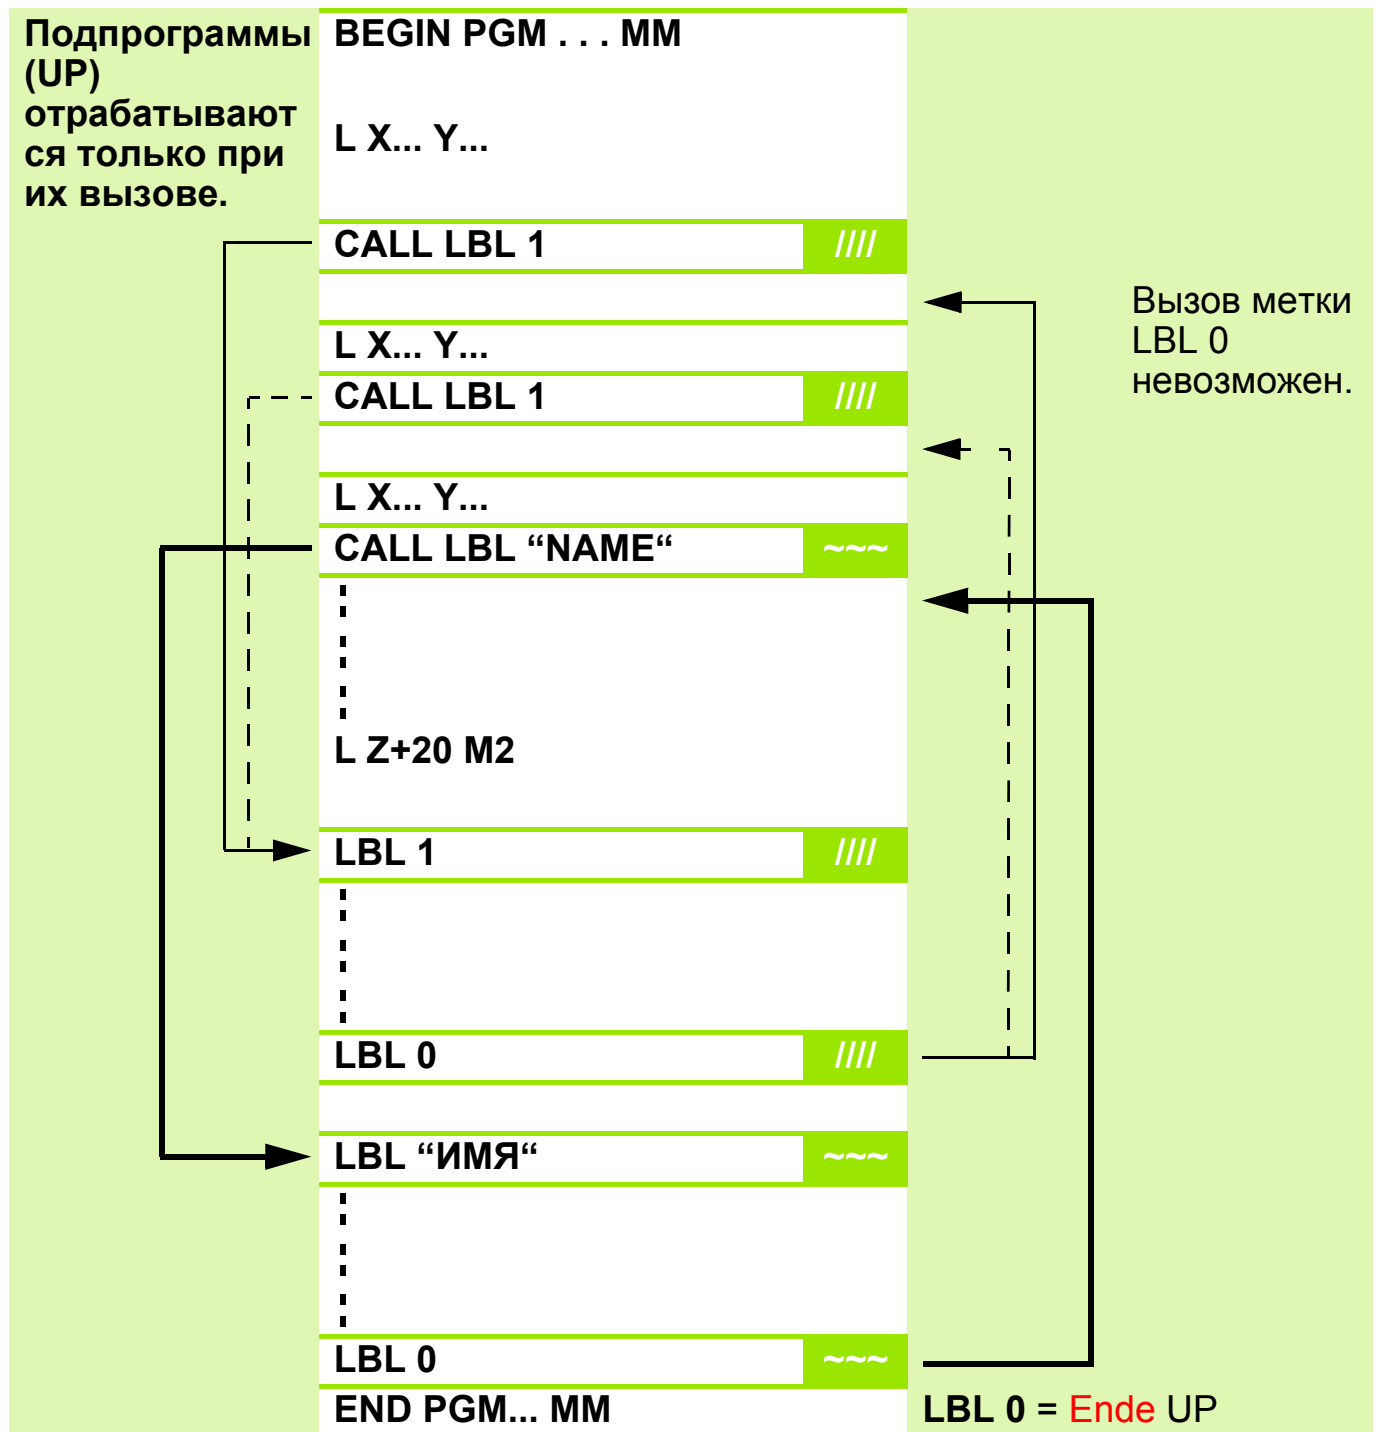 Подпрограммы
(UP)
отрабатывают
ся только при
их вызове.
BEGIN PGM . . . MM
L X... Y...
CALL LBL 1 ////
L X... Y...
CALL LBL 1 ////
L X... Y...
CALL LBL “NAME“ ~~~
L Z+20 M2
LBL 1 ////
LBL 0 ////
LBL “ИМЯ“ ~~~
LBL 0 ~~~
END PGM... MM
Вызов метки
LBL 0
невозможен.
LBL 0 = Ende UP